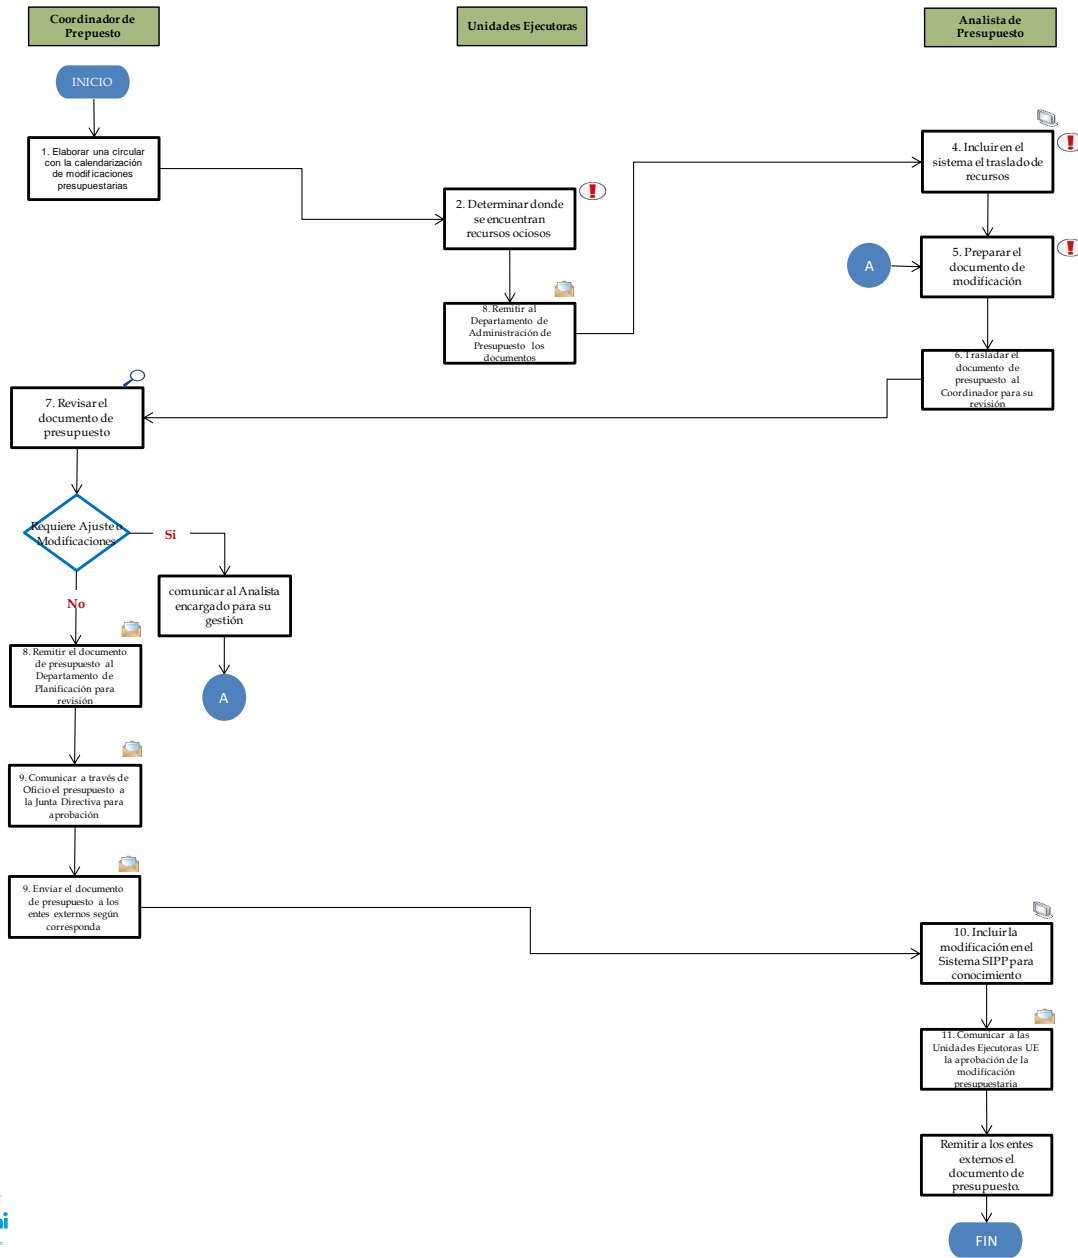 Coordinador de
Prepuesto
Unidades Ejecutoras
Analista de
Presupuesto
INICIO
1. Elaborar una circular
con la calendarización
de modificaciones
presupuestarias
2. Determinar donde
se encuentran
recursos ociosos
8. Remitir al
Departamento de
Administración de
Presupuesto los
documentos
4. Incluir en el
sistema el traslado de
recursos
A
5. Preparar el
documento de
modificación
6. Trasladar el
documento de
presupuesto al
Coordinador para su
revisión
7. Revisar el
documento de
presupuesto
Requiere Ajuste o
Modificaciones
Si
No
comunicar al Analista
encargado para su
gestión
A
8. Remitir el documento
de presupuesto al
Departamento de
Planificación para
revisión
9. Comunicar a través de
Oficio el presupuesto a
la Junta Directiva para
aprobación
9. Enviar el documento
de presupuesto a los
entes externos según
corresponda
10. Incluir la
modificación en el
Sistema SIPP para
conocimiento
11. Comunicar a las
Unidades Ejecutoras UE
la aprobación de la
modificación
presupuestaria
Remitir a los entes
externos el
documento de
presupuesto.
FIN